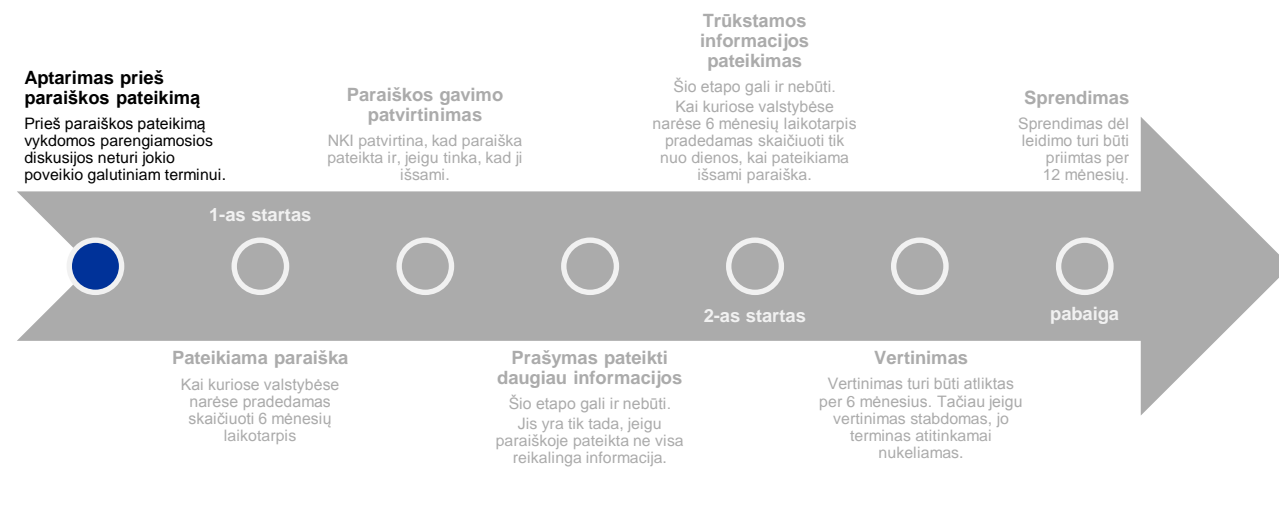 Aptarimas prieš
paraiškos pateikimą
Prieš paraiškos pateikimą
vykdomos parengiamosios
diskusijos neturi jokio
poveikio galutiniam terminui.
1-as startas
Pateikiama paraiška
Kai kuriose valstybėse
narėse pradedamas
skaičiuoti 6 mėnesių
laikotarpis
Paraiškos gavimo
patvirtinimas
NKI patvirtina, kad paraiška
pateikta ir, jeigu tinka, kad ji
išsami.
Prašymas pateikti
daugiau informacijos
Šio etapo gali ir nebūti.
Jis yra tik tada, jeigu
paraiškoje pateikta ne visa
reikalinga informacija.
Trūkstamos
informacijos
pateikimas
Šio etapo gali ir nebūti.
Kai kuriose valstybėse
narėse 6 mėnesių laikotarpis
pradedamas skaičiuoti tik
nuo dienos, kai pateikiama
išsami paraiška.
2-as startas
Vertinimas
Vertinimas turi būti atliktas
per 6 mėnesius. Tačiau jeigu
vertinimas stabdomas, jo
terminas atitinkamai
nukeliamas.
Sprendimas
Sprendimas dėl
leidimo turi būti
priimtas per
12 mėnesių.
pabaiga